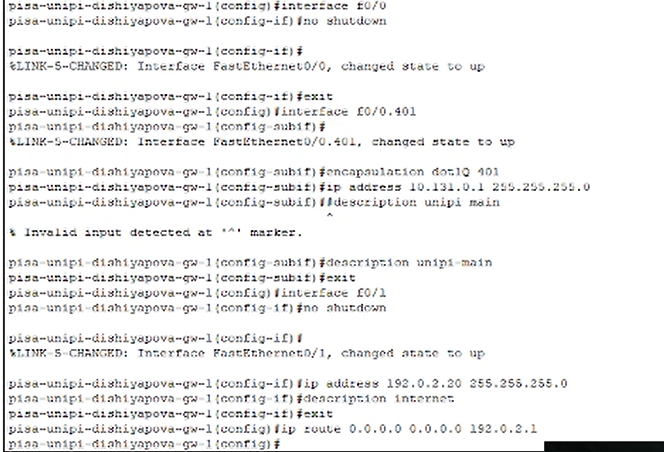 pisa-unipi-dishiyapova-gw-1(config)#interface f0/0
pisa-unipi-dishiyapova-gw-1(config-if)#no shutdown
pisa-unipi-dishiyapova-gw-1(config-if)#
%LINK-5-CHANGED: Interface FastEthernet0/0, changed state to up
pisa-unipi-dishiyapova-gw-1(config-if)#exit
pisa-unipi-dishiyapova-gw-1(config)#interface f0/0.401
pisa-unipi-dishiyapova-gw-1(config-subif)#
%LINK-5-CHANGED: Interface FastEthernet0/0.401, changed state to up
pisa-unipi-dishiyapova-gw-1(config-subif)#encapsulation dot1Q 401
pisa-unipi-dishiyapova-gw-1(config-subif)#ip address 10.131.0.1 255.255.255.0
pisa-unipi-dishiyapova-gw-1(config-subif)##description unipi main
^
% Invalid input detected at '^' marker.
pisa-unipi-dishiyapova-gw-1(config-subif)#description unipi-main
pisa-unipi-dishiyapova-gw-1(config-subif)#exit
pisa-unipi-dishiyapova-gw-1(config)#interface f0/1
pisa-unipi-dishiyapova-gw-1(config-if)#no shutdown
pisa-unipi-dishiyapova-gw-1(config-if)#
%LINK-5-CHANGED: Interface FastEthernet0/1, changed state to up
pisa-unipi-dishiyapova-gw-1(config-if)#ip address 192.0.2.20 255.255.255.0
pisa-unipi-dishiyapova-gw-1(config-if)#description internet
pisa-unipi-dishiyapova-gw-1(config-if)#exit
pisa-unipi-dishiyapova-gw-1(config)#ip route 0.0.0.0 0.0.0.0 192.0.2.1
pisa-unipi-dishiyapova-gw-1(config)#